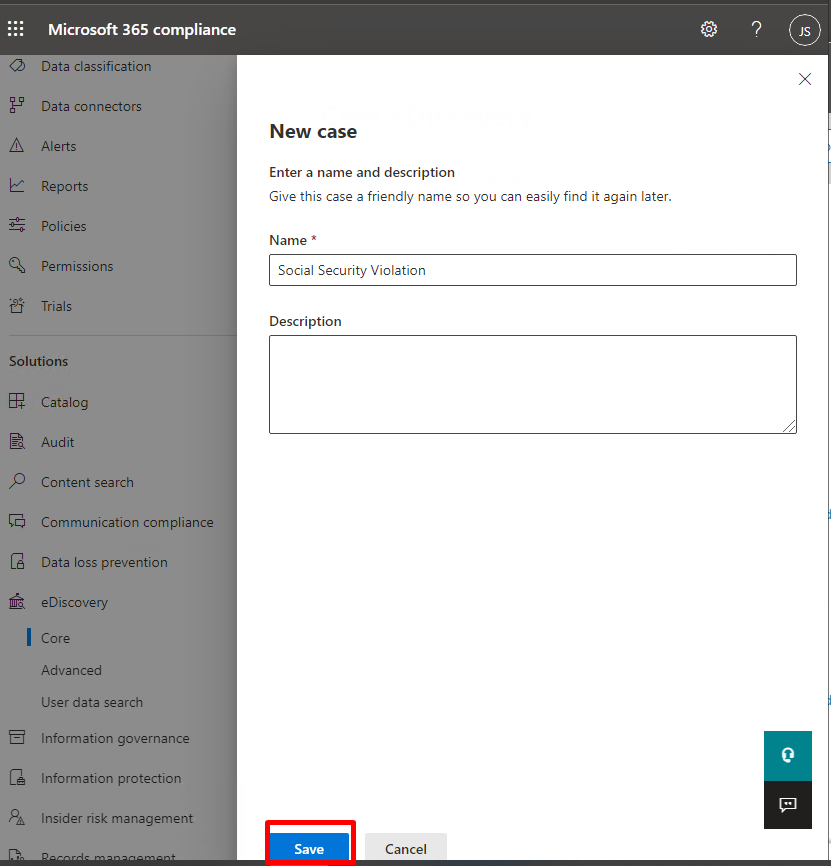 Microsoft 365 compliance
?
JS
Data classification
Data connectors
Alerts
Reports
Policies
Permissions
Trials
Solutions
Catalog
Audit
Content search
Communication compliance
Data loss prevention
eDiscovery
Core
Advanced
User data search
Information governance
Information protection
Insider risk management
Records management
New case
Enter a name and description
Give this case a friendly name so you can easily find it again later.
Name *
Social Security Violation
Description
Save
Cancel